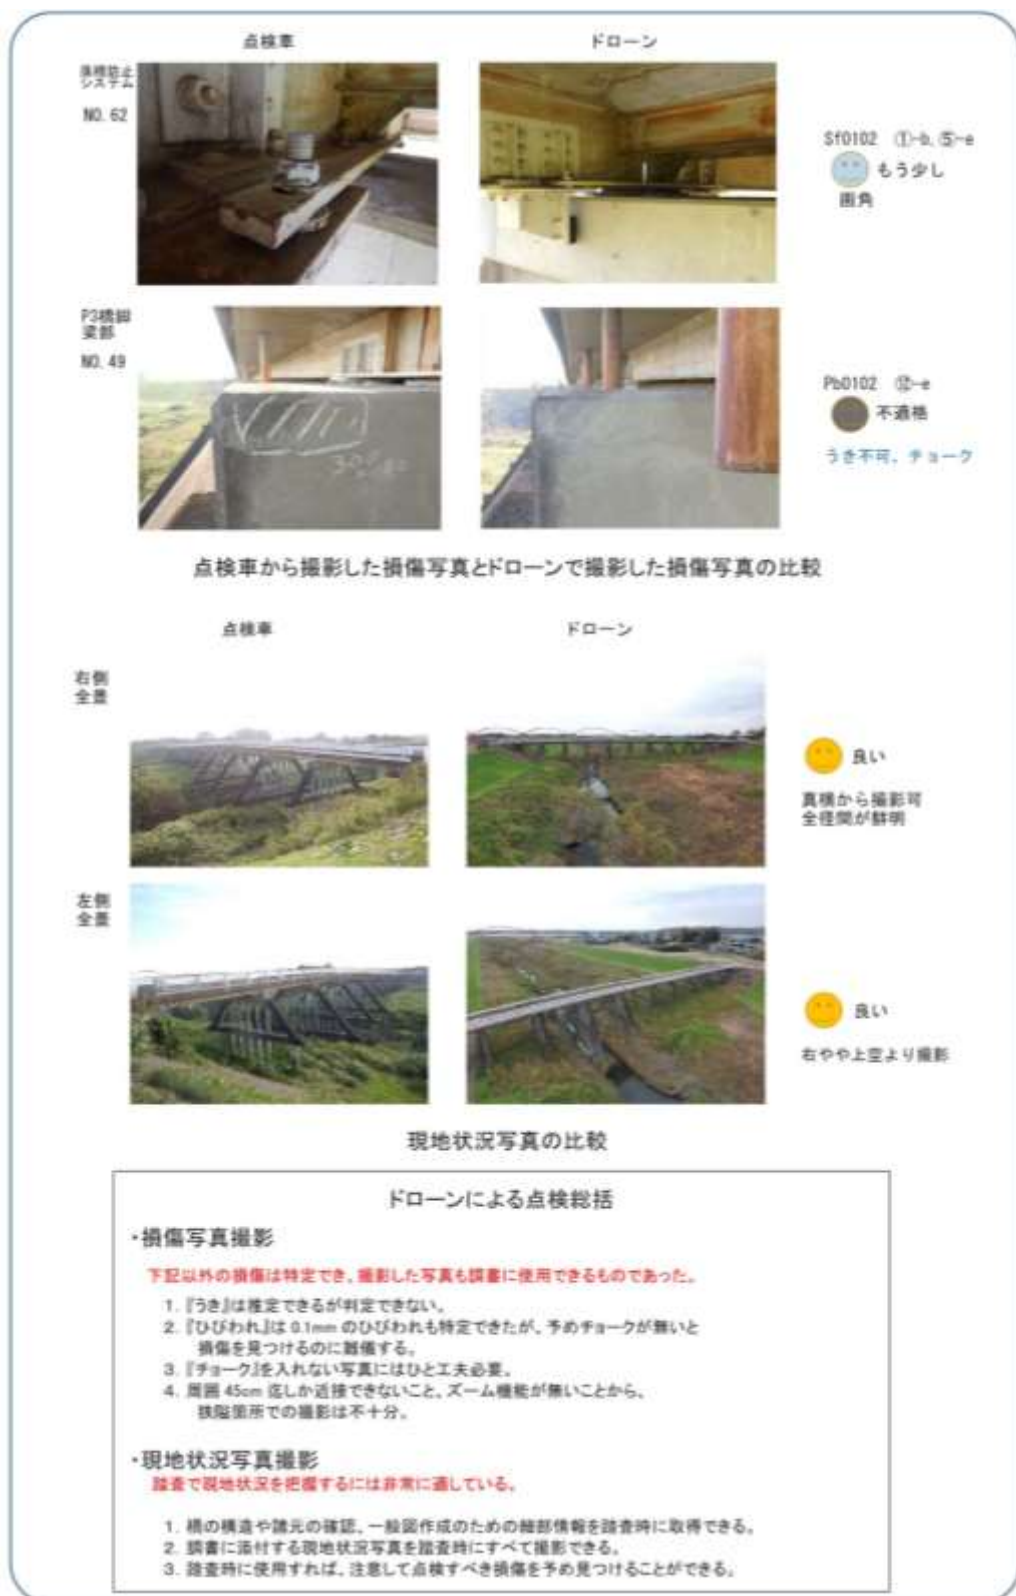 点検車
ドローン
落橋防止
システム
NO. 62
Sf0102 ①-b, ⑤-e
もう少し
画角
P3橋脚
梁部
NO. 49
300
Pb0102 ⑫-e
不適格
うき不可、チョーク
点検車から撮影した損傷写真とドローンで撮影した損傷写真の比較
点検車
ドローン
右側
全景
良い
真横から撮影可
全径間が鮮明
左側
全景
良い
右やや上空より撮影
現地状況写真の比較
ドローンによる点検総括
・損傷写真撮影
下記以外の損傷は特定でき、撮影した写真も調書に使用できるものであった。
1. 『うき』は推定できるが判定できない。
2. 『ひびわれ』は 0.1mm のひびわれも特定できたが、予めチョークが無いと
損傷を見つけるのに難儀する。
3. 『チョーク』を入れない写真にはひと工夫必要。
4. 周囲 45cm 迄しか近接できないこと、ズーム機能が無いことから、
狭隘箇所での撮影は不十分。
・現地状況写真撮影
踏査で現地状況を把握するには非常に適している。
1. 橋の構造や諸元の確認、一般図作成のための細部情報を踏査時に取得できる。
2. 調書に添付する現地状況写真を踏査時にすべて撮影できる。
3. 踏査時に使用すれば、注意して点検すべき損傷を予め見つけることができる。